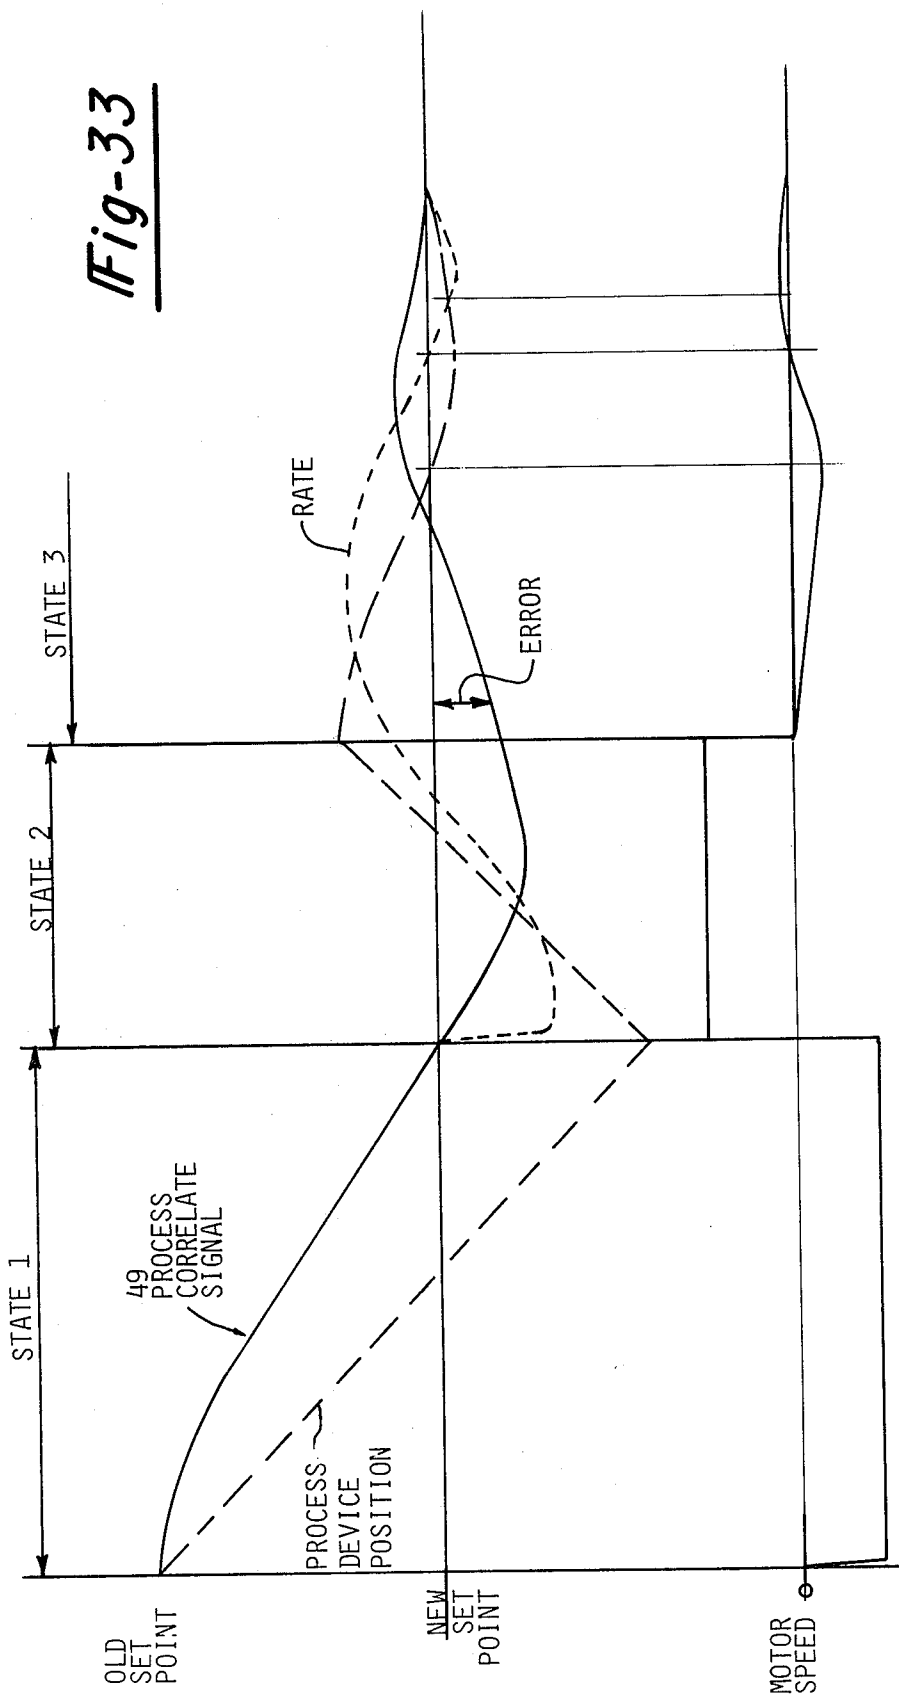 Fig-33
STATE 1
STATE 2
STATE 3
49
PROCESS
CORRELATE
SIGNAL
RATE
ERROR
PROCESS
DEVICE
POSITION
OLD
SET
POINT
NEW
SET
POINT
MOTOR
SPEED
0